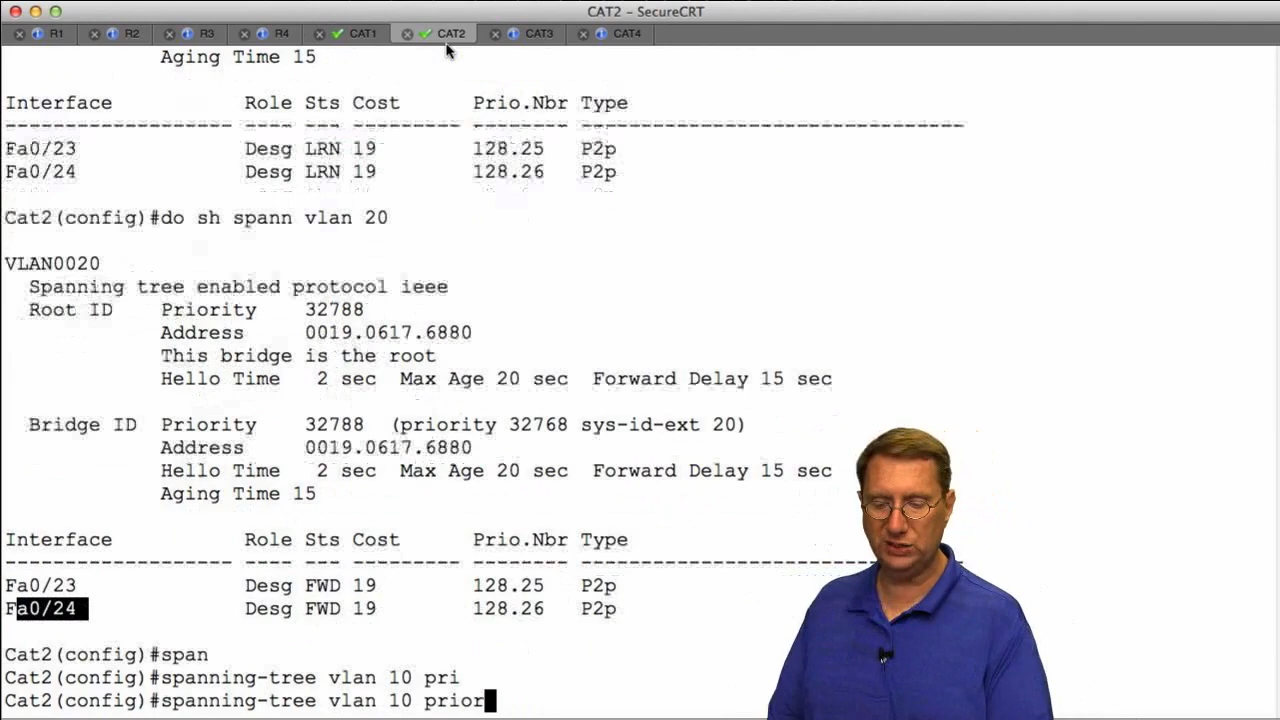 CAT2 – SecureCRT
R1 R2 R3 R4 CAT1 CAT2 CAT3 CAT4
Aging Time 15
Interface Role Sts Cost Prio.Nbr Type
------------------- ---- --- --------- -------- --------------------------------
Fa0/23 Desg LRN 19 128.25 P2p
Fa0/24 Desg LRN 19 128.26 P2p
Cat2(config)#do sh spann vlan 20
VLAN0020
Spanning tree enabled protocol ieee
Root ID Priority 32788
Address 0019.0617.6880
This bridge is the root
Hello Time 2 sec Max Age 20 sec Forward Delay 15 sec
Bridge ID Priority 32788 (priority 32768 sys-id-ext 20)
Address 0019.0617.6880
Hello Time 2 sec Max Age 20 sec Forward Delay 15 sec
Aging Time 15
Interface Role Sts Cost Prio.Nbr Type
------------------- ---- --- --------- -------- --------------------------------
Fa0/23 Desg FWD 19 128.25 P2p
Fa0/24 Desg FWD 19 128.26 P2p
Cat2(config)#span
Cat2(config)#spanning-tree vlan 10 pri
Cat2(config)#spanning-tree vlan 10 prior